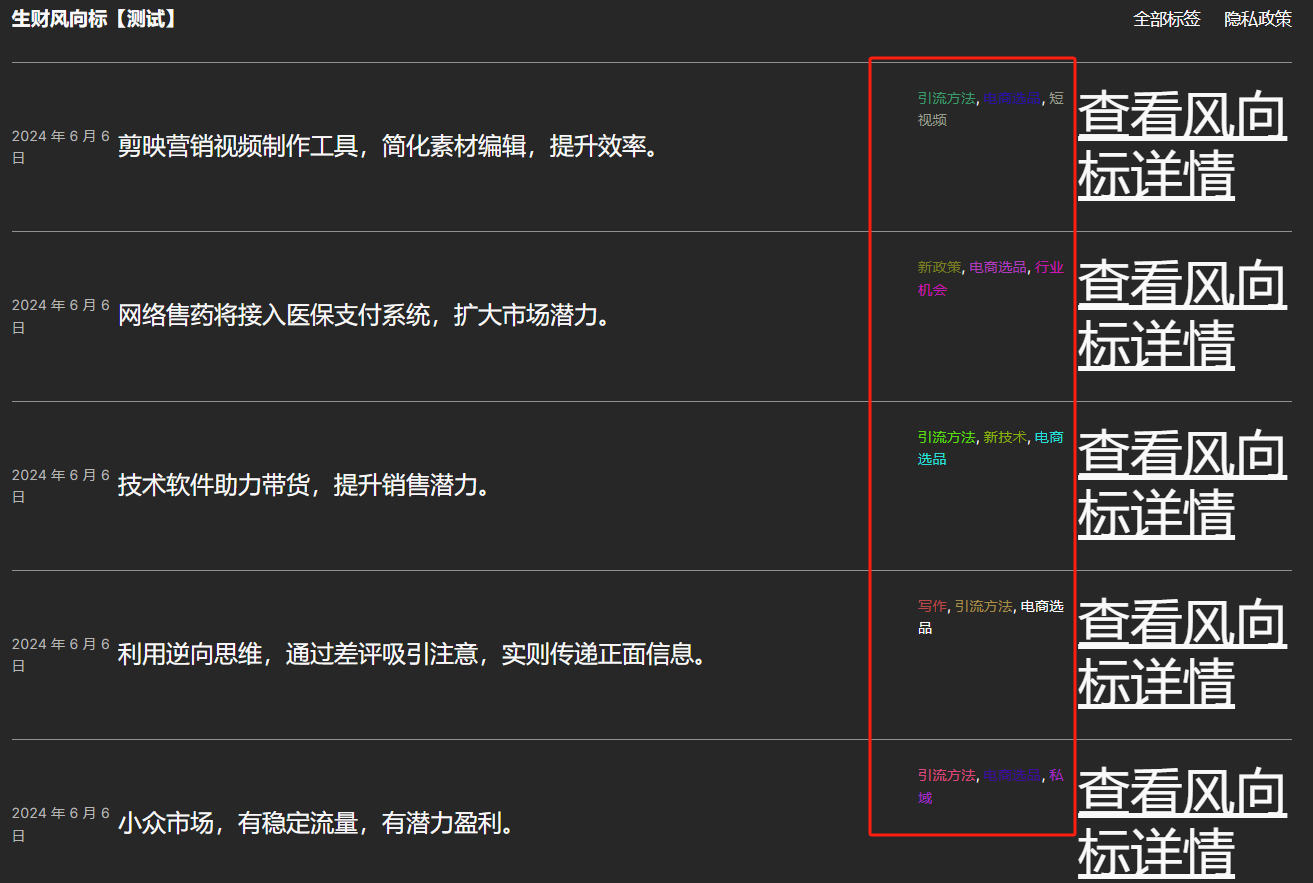 生财风向标【测试】
全部标签 隐私政策
2024 年 6 月 6
日
剪映营销视频制作工具，简化素材编辑，提升效率。
引流方法, 电商选品, 短
视频
查看风向
标详情
2024 年 6 月 6
日
网络售药将接入医保支付系统，扩大市场潜力。
新政策, 电商选品, 行业
机会
查看风向
标详情
2024 年 6 月 6
日
技术软件助力带货，提升销售潜力。
引流方法, 新技术, 电商
选品
查看风向
标详情
2024 年 6 月 6
日
利用逆向思维，通过差评吸引注意，实则传递正面信息。
写作, 引流方法, 电商选
品
查看风向
标详情
2024 年 6 月 6
日
小众市场，有稳定流量，有潜力盈利。
引流方法, 电商选品, 私
域
查看风向
标详情